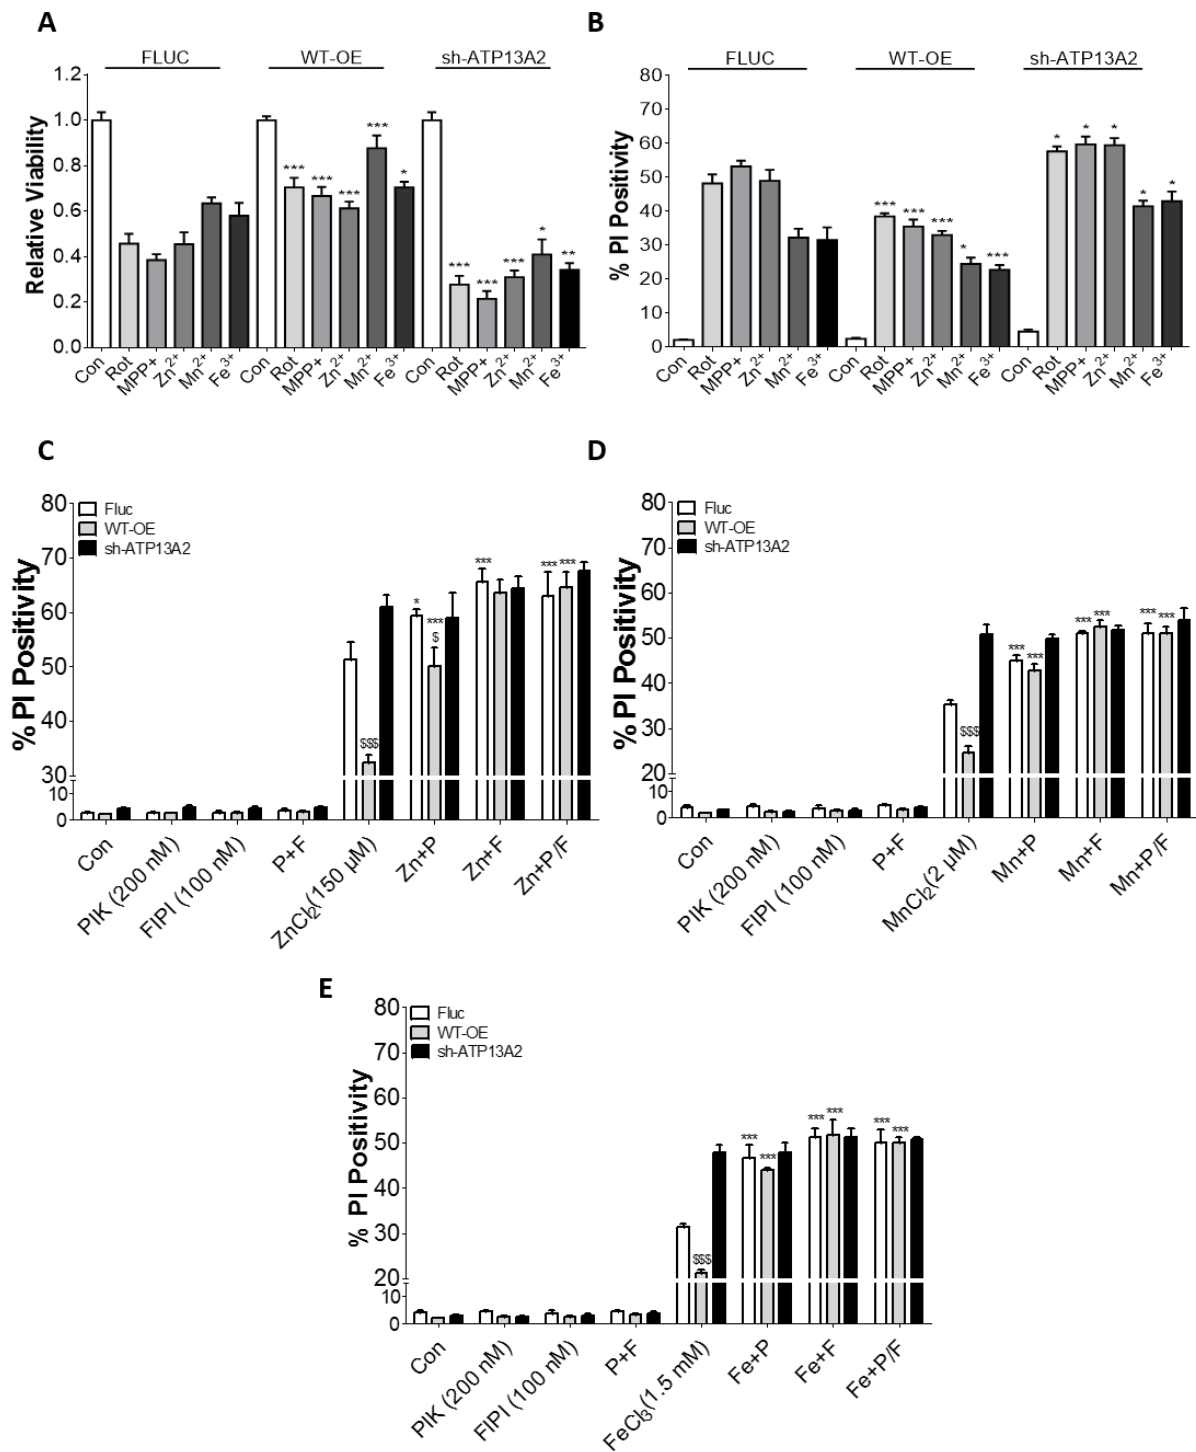 A
FLUC WT-OE sh-ATP13A2
Relative Viability
1.2
1.0
0.8
0.6
0.4
0.2
0.0
*** *** *** *** *
*** *** *** * **
Con Rot MPP+ Zn²⁺ Mn²⁺ Fe³⁺ Con Rot MPP+ Zn²⁺ Mn²⁺ Fe³⁺ Con Rot MPP+ Zn²⁺ Mn²⁺ Fe³⁺
B
FLUC WT-OE sh-ATP13A2
% PI Positivity
80
70
60
50
40
30
20
10
0
*** *** *** * ***
* * * * *
Con Rot MPP+ Zn²⁺ Mn²⁺ Fe³⁺ Con Rot MPP+ Zn²⁺ Mn²⁺ Fe³⁺ Con Rot MPP+ Zn²⁺ Mn²⁺ Fe³⁺
C
Fluc
WT-OE
sh-ATP13A2
% PI Positivity
80
70
60
50
40
30
10
0
$$$ * *** $ *** *** ***
Con PIK (200 nM) FIPI (100 nM) P+F ZnCl₂(150 µM) Zn+P Zn+F Zn+P/F
D
Fluc
WT-OE
sh-ATP13A2
% PI Positivity
80
70
60
50
40
30
20
10
0
$$$ *** *** *** *** *** ***
Con PIK (200 nM) FIPI (100 nM) P+F MnCl₂(2 µM) Mn+P Mn+F Mn+P/F
E
Fluc
WT-OE
sh-ATP13A2
% PI Positivity
80
70
60
50
40
30
20
10
0
$$$ *** *** *** *** *** ***
Con PIK (200 nM) FIPI (100 nM) P+F FeCl₃(1.5 mM) Fe+P Fe+F Fe+P/F